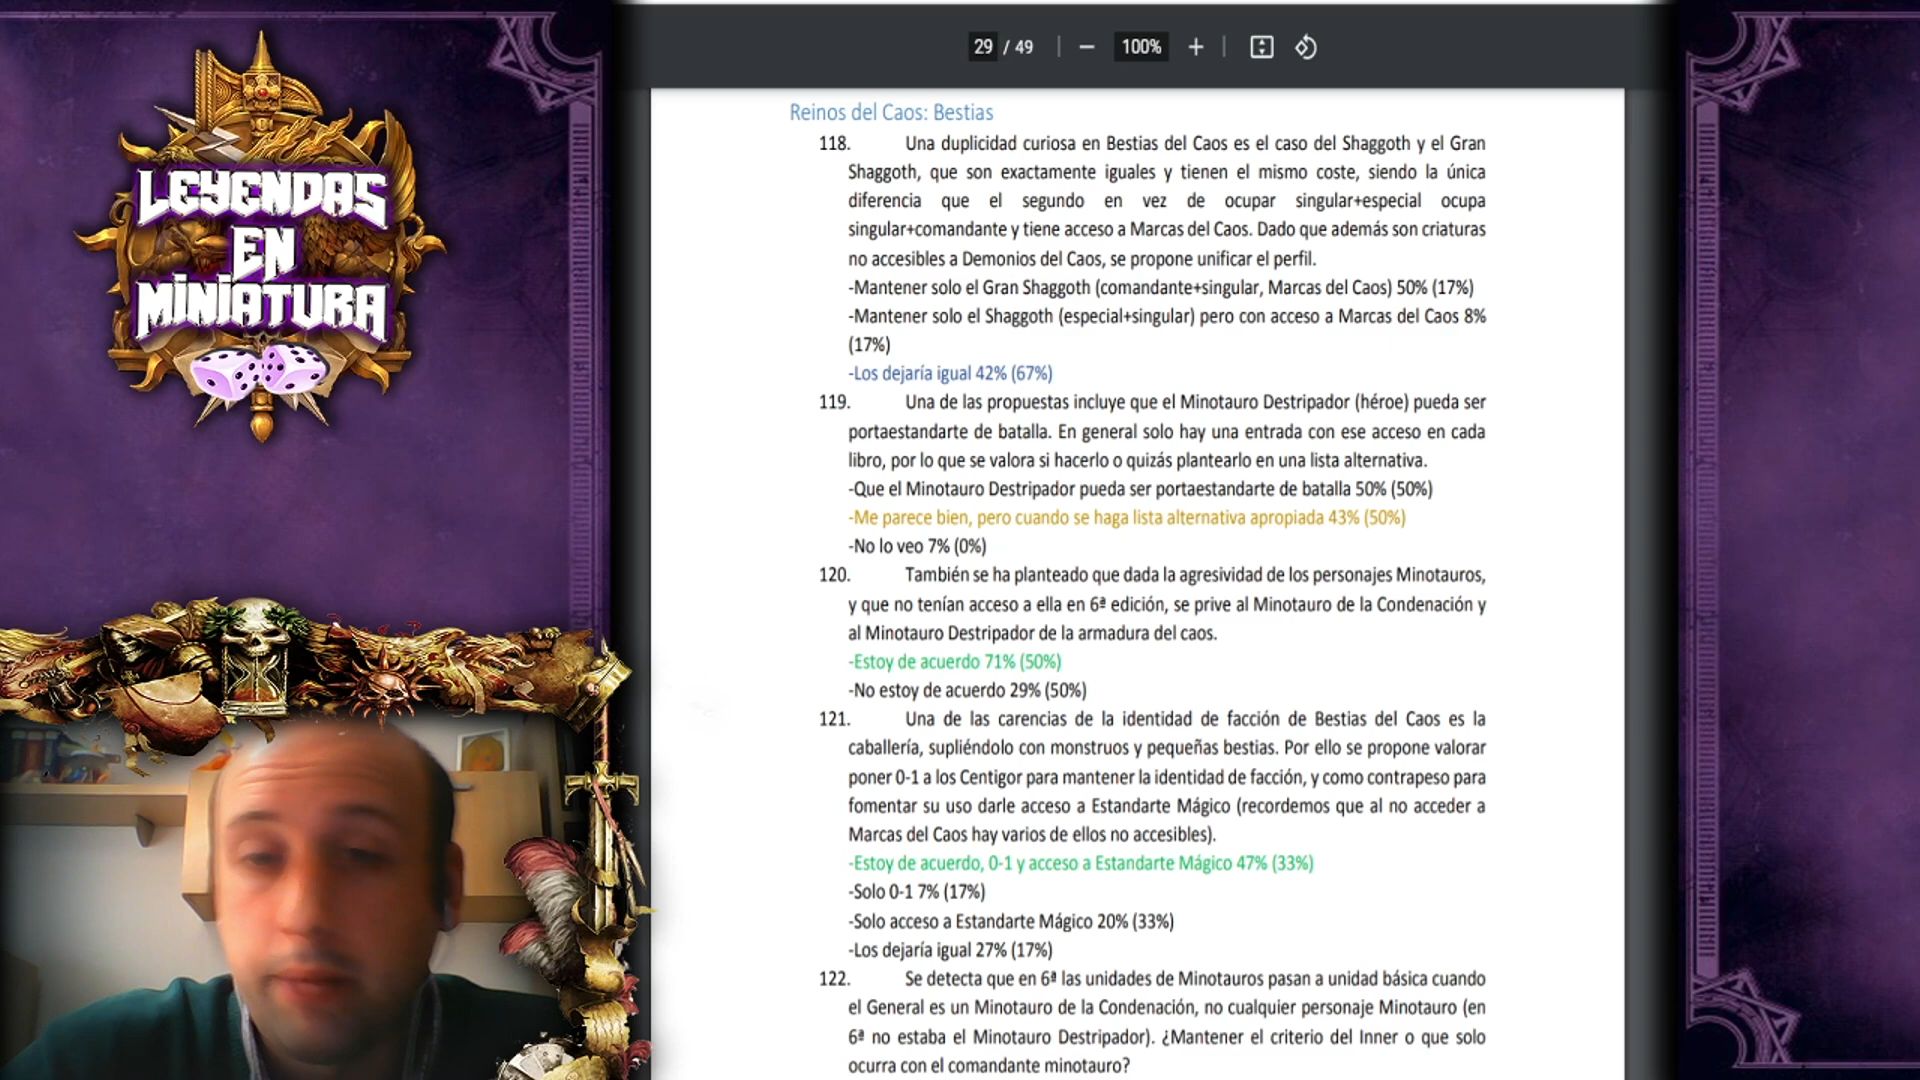 LEYENDAS
EN
MINIATURA
29 / 49
100%
Reinos del Caos: Bestias
118. Una duplicidad curiosa en Bestias del Caos es el caso del Shaggoth y el Gran
Shaggoth, que son exactamente iguales y tienen el mismo coste, siendo la única
diferencia que el segundo en vez de ocupar singular+especial ocupa
singular+comandante y tiene acceso a Marcas del Caos. Dado que además son criaturas
no accesibles a Demonios del Caos, se propone unificar el perfil.
-Mantener solo el Gran Shaggoth (comandante+singular, Marcas del Caos) 50% (17%)
-Mantener solo el Shaggoth (especial+singular) pero con acceso a Marcas del Caos 8%
(17%)
-Los dejaría igual 42% (67%)
119. Una de las propuestas incluye que el Minotauro Destripador (héroe) pueda ser
portaestandarte de batalla. En general solo hay una entrada con ese acceso en cada
libro, por lo que se valora si hacerlo o quizás plantearlo en una lista alternativa.
-Que el Minotauro Destripador pueda ser portaestandarte de batalla 50% (50%)
-Me parece bien, pero cuando se haga lista alternativa apropiada 43% (50%)
-No lo veo 7% (0%)
120. También se ha planteado que dada la agresividad de los personajes Minotauros,
y que no tenían acceso a ella en 6ª edición, se prive al Minotauro de la Condenación y
al Minotauro Destripador de la armadura del caos.
-Estoy de acuerdo 71% (50%)
-No estoy de acuerdo 29% (50%)
121. Una de las carencias de la identidad de facción de Bestias del Caos es la
caballería, supliéndolo con monstruos y pequeñas bestias. Por ello se propone valorar
poner 0-1 a los Centigor para mantener la identidad de facción, y como contrapeso para
fomentar su uso darle acceso a Estandarte Mágico (recordemos que al no acceder a
Marcas del Caos hay varios de ellos no accesibles).
-Estoy de acuerdo, 0-1 y acceso a Estandarte Mágico 47% (33%)
-Solo 0-1 7% (17%)
-Solo acceso a Estandarte Mágico 20% (33%)
-Los dejaría igual 27% (17%)
122. Se detecta que en 6ª las unidades de Minotauros pasan a unidad básica cuando
el General es un Minotauro de la Condenación, no cualquier personaje Minotauro (en
6ª no estaba el Minotauro Destripador). ¿Mantener el criterio del Inner o que solo
ocurra con el comandante minotauro?